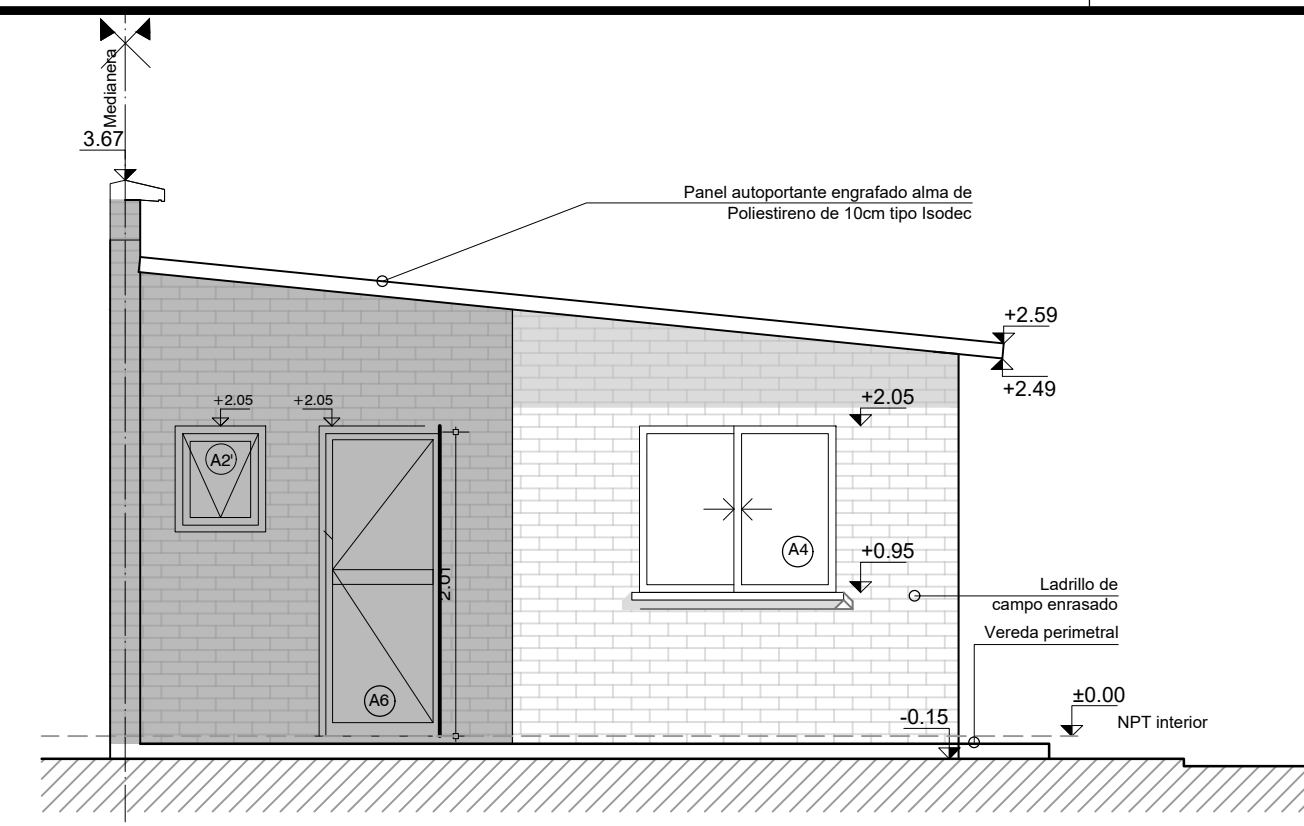 Medianera
3.67
Panel autoportante engrafado alma de
Poliestireno de 10cm tipo Isodec
+2.59
+2.49
+2.05
+2.05
+2.05
A2'
A4
+0.95
2.01
Ladrillo de
campo enrasado
Vereda perimetral
A6
-0.15
±0.00
NPT interior